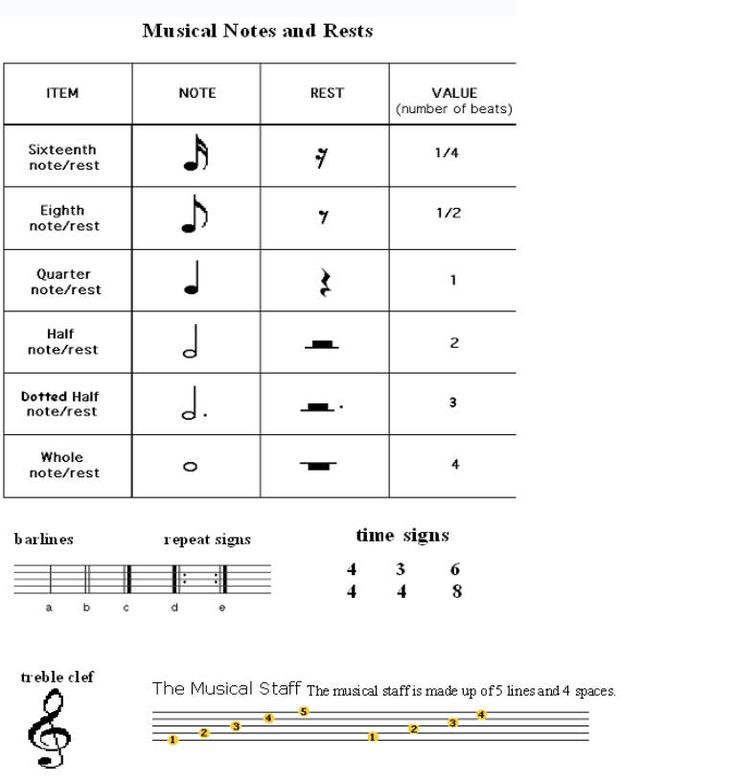 Musical Notes and Rests
ITEM NOTE REST VALUE
(number of beats)
Sixteenth
note/rest
1/4
Eighth
note/rest
1/2
Quarter
note/rest
1
Half
note/rest
2
Dotted Half
note/rest
3
Whole
note/rest
4
barlines repeat signs time signs
4 3 6
4 4 8
a b c d e
treble clef
The Musical Staff The musical staff is made up of 5 lines and 4 spaces.
1 2 3 4 5 1 2 3 4